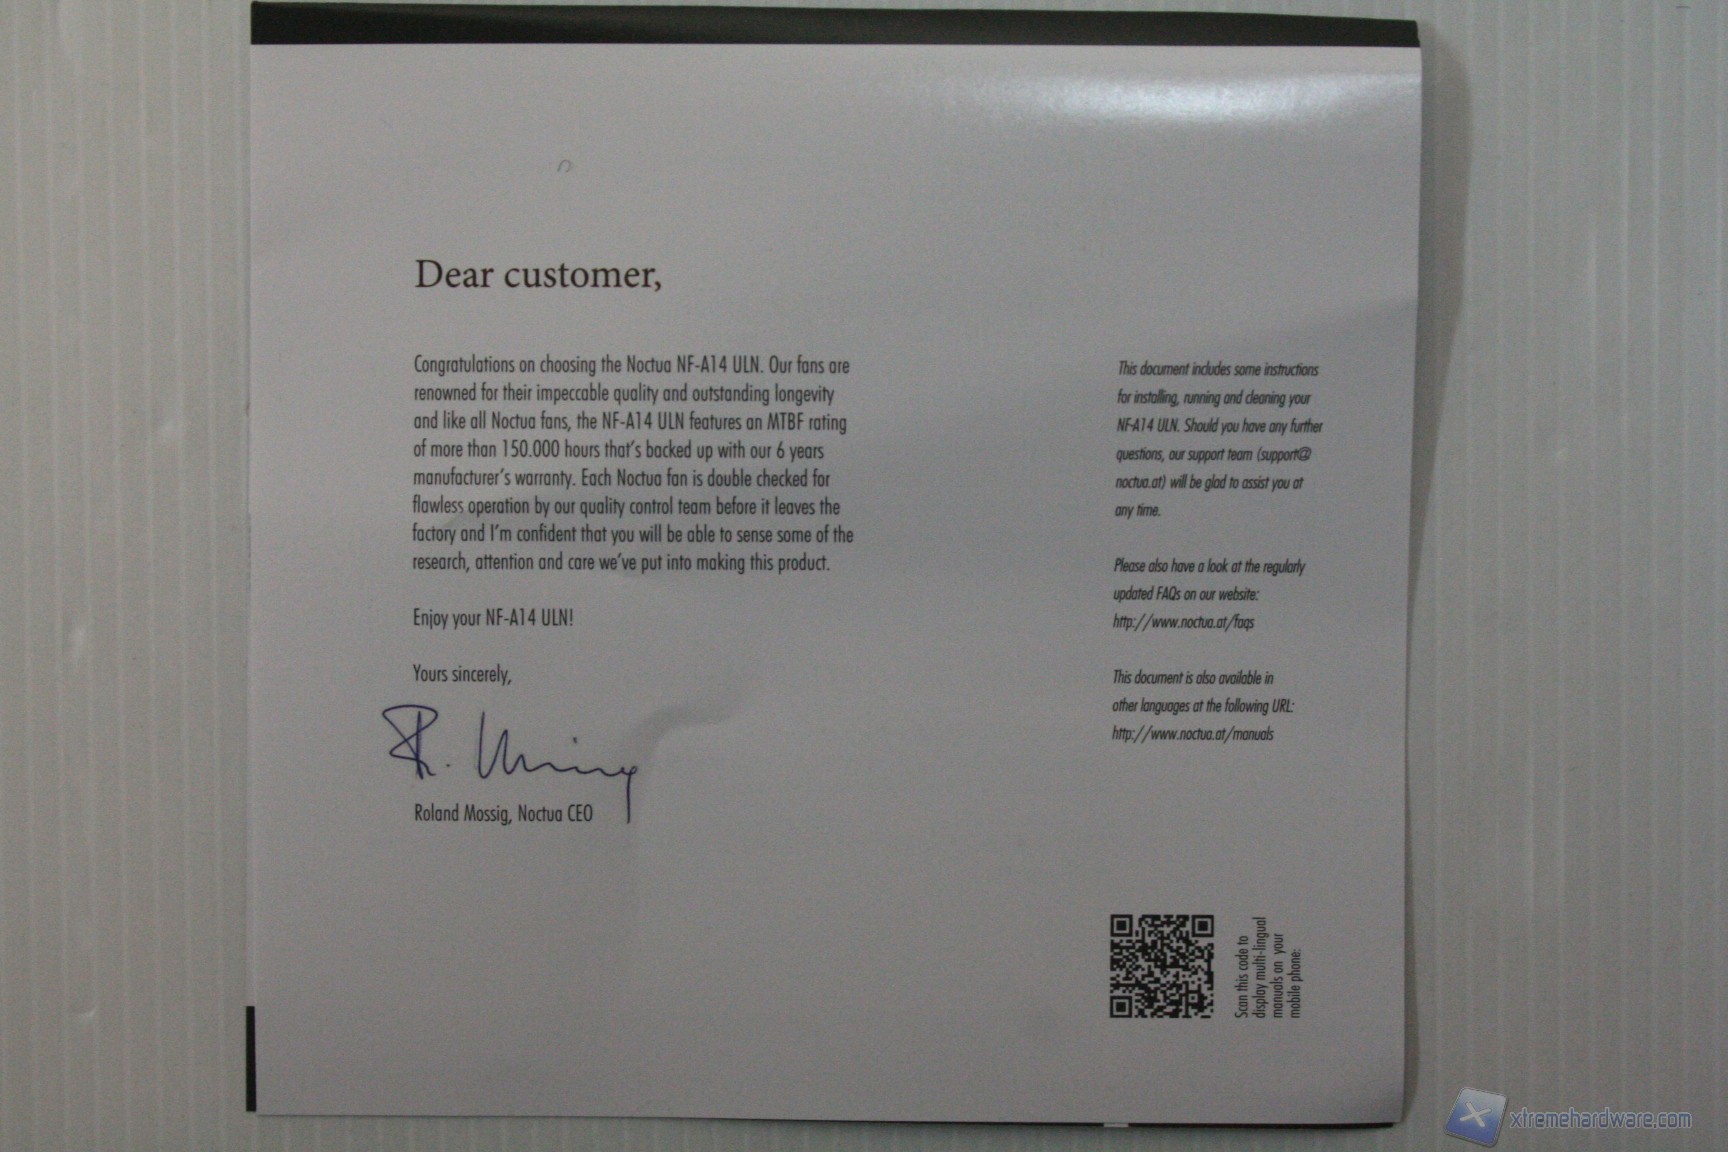 Dear customer,
Congratulations on choosing the Noctua NF-A14 ULN. Our fans are
renowned for their impeccable quality and outstanding longevity
and like all Noctua fans, the NF-A14 ULN features an MTBF rating
of more than 150.000 hours that's backed up with our 6 years
manufacturer's warranty. Each Noctua fan is double checked for
flawless operation by our quality control team before it leaves the
factory and I'm confident that you will be able to sense some of the
research, attention and care we've put into making this product.
Enjoy your NF-A14 ULN!
Yours sincerely,
Roland Mossig, Noctua CEO
This document includes some instructions
for installing, running and cleaning your
NF-A14 ULN. Should you have any further
questions, our support team (support@
noctua.at) will be glad to assist you at
any time.
Please also have a look at the regularly
updated FAQs on our website:
http://www.noctua.at/faqs
This document is also available in
other languages at the following URL:
http://www.noctua.at/manuals
Scan this code to
display multi-lingual
manuals on your
mobile phone:
xtremehardware.com